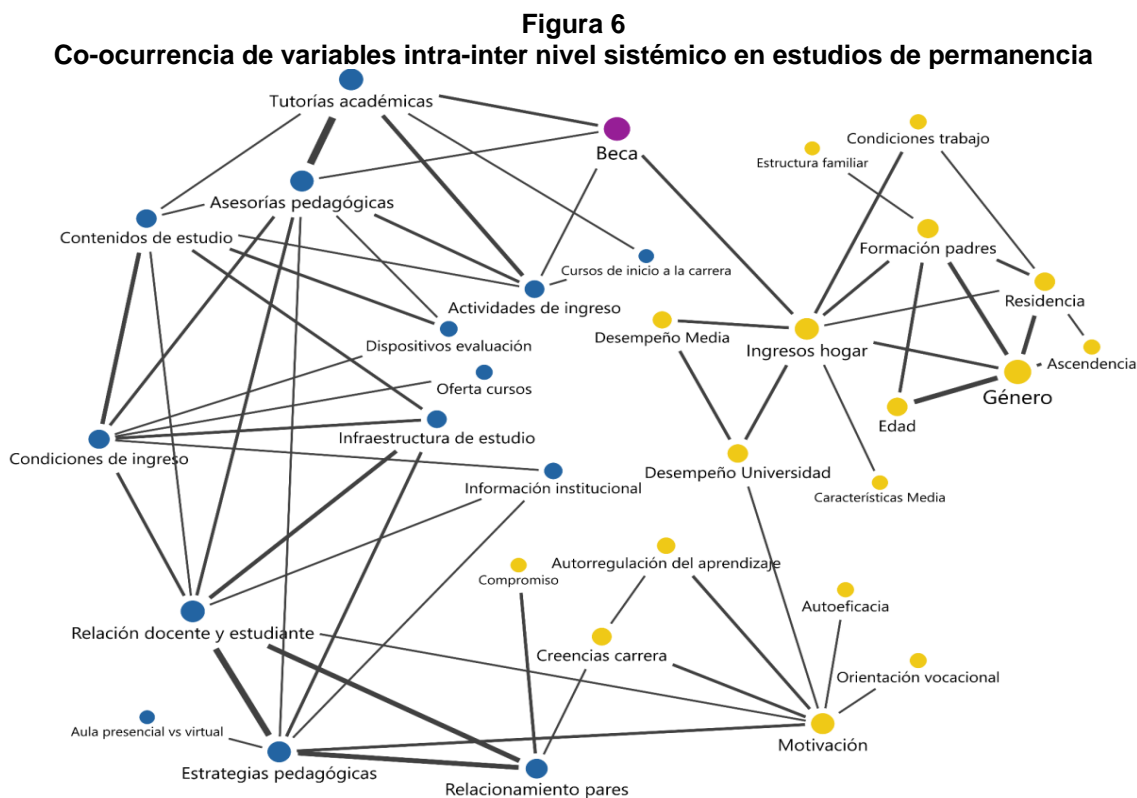 Figura 6
Co-ocurrencia de variables intra-inter nivel sistémico en estudios de permanencia
Tutorías académicas
Beca
Condiciones trabajo
Estructura familiar
Asesorías pedagógicas
Contenidos de estudio
Formación padres
Cursos de inicio a la carrera
Actividades de ingreso
Residencia
Desempeño Media
Dispositivos evaluación
Ingresos hogar
Ascendencia
Oferta cursos
Género
Edad
Infraestructura de estudio
Condiciones de ingreso
Desempeño Universidad
Información institucional
Características Media
Autorregulación del aprendizaje
Compromiso
Autoeficacia
Relación docente y estudiante
Creencias carrera
Orientación vocacional
Aula presencial vs virtual
Motivación
Estrategias pedagógicas
Relacionamiento pares